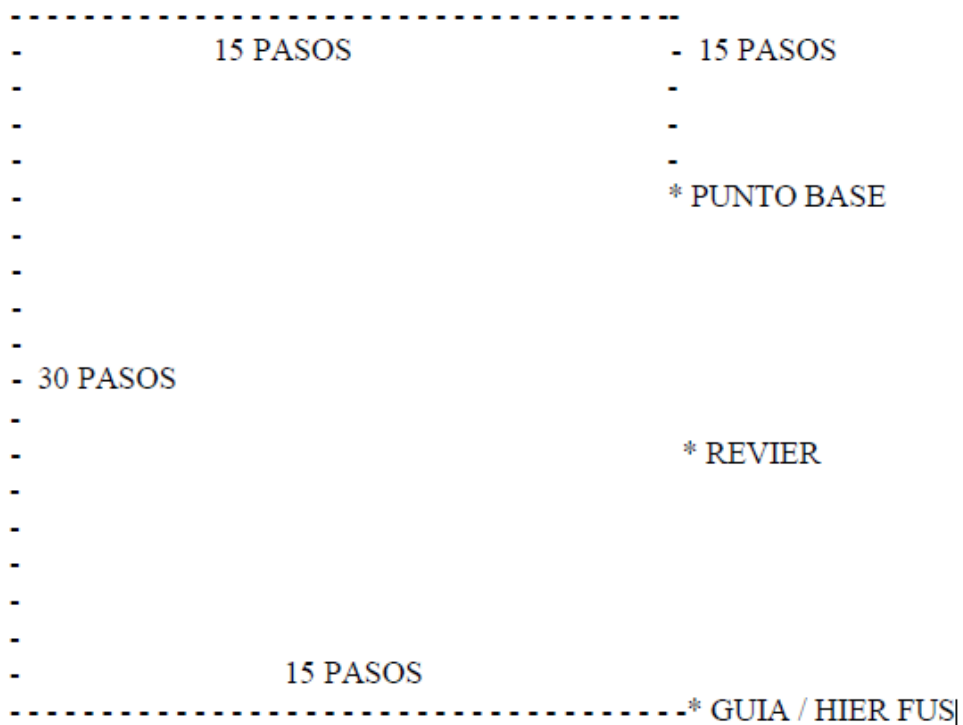 15 PASOS - 15 PASOS
* PUNTO BASE
- 30 PASOS
* REVIER
- 15 PASOS
* GUIA / HIER FUS